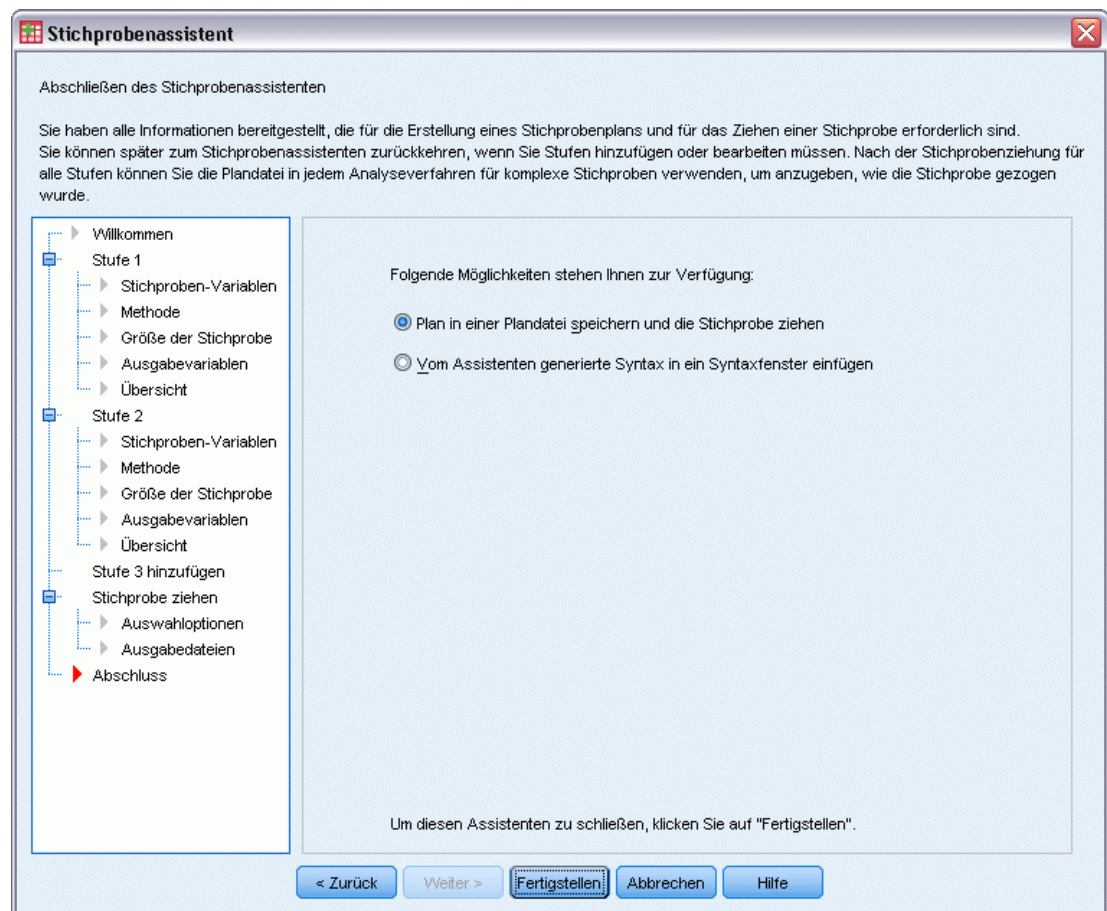 Stichprobenassistent
Abschließen des Stichprobenassistenten
Sie haben alle Informationen bereitgestellt, die für die Erstellung eines Stichprobenplans und für das Ziehen einer Stichprobe erforderlich sind.
Sie können später zum Stichprobenassistenten zurückkehren, wenn Sie Stufen hinzufügen oder bearbeiten müssen. Nach der Stichprobenziehung für
alle Stufen können Sie die Plandatei in jedem Analyseverfahren für komplexe Stichproben verwenden, um anzugeben, wie die Stichprobe gezogen
wurde.
Willkommen
Stufe 1
Stichproben-Variablen
Methode
Größe der Stichprobe
Ausgabevariablen
Übersicht
Stufe 2
Stichproben-Variablen
Methode
Größe der Stichprobe
Ausgabevariablen
Übersicht
Stufe 3 hinzufügen
Stichprobe ziehen
Auswahloptionen
Ausgabedateien
Abschluss
Folgende Möglichkeiten stehen Ihnen zur Verfügung:
Plan in einer Plandatei speichern und die Stichprobe ziehen
Vom Assistenten generierte Syntax in ein Syntaxfenster einfügen
Um diesen Assistenten zu schließen, klicken Sie auf "Fertigstellen".
< Zurück
Weiter >
Fertigstellen
Abbrechen
Hilfe